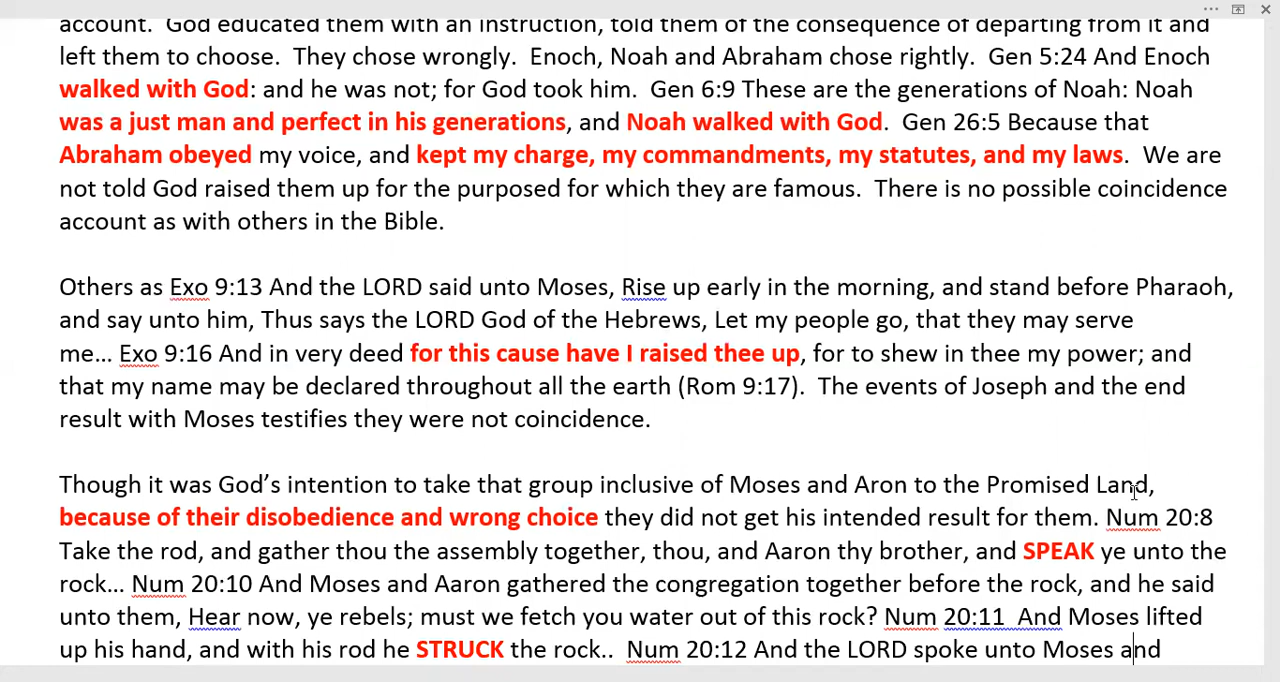 account.  God educated them with an instruction, told them of the consequence of departing from it and
left them to choose.  They chose wrongly.  Enoch, Noah and Abraham chose rightly.  Gen 5:24 And Enoch
walked with God: and he was not; for God took him.  Gen 6:9 These are the generations of Noah: Noah
was a just man and perfect in his generations, and Noah walked with God.  Gen 26:5 Because that
Abraham obeyed my voice, and kept my charge, my commandments, my statutes, and my laws.  We are
not told God raised them up for the purposed for which they are famous.  There is no possible coincidence
account as with others in the Bible.
Others as Exo 9:13 And the LORD said unto Moses, Rise up early in the morning, and stand before Pharaoh,
and say unto him, Thus says the LORD God of the Hebrews, Let my people go, that they may serve
me… Exo 9:16 And in very deed for this cause have I raised thee up, for to shew in thee my power; and
that my name may be declared throughout all the earth (Rom 9:17).  The events of Joseph and the end
result with Moses testifies they were not coincidence.
Though it was God’s intention to take that group inclusive of Moses and Aron to the Promised Land,
because of their disobedience and wrong choice they did not get his intended result for them. Num 20:8
Take the rod, and gather thou the assembly together, thou, and Aaron thy brother, and SPEAK ye unto the
rock… Num 20:10 And Moses and Aaron gathered the congregation together before the rock, and he said
unto them, Hear now, ye rebels; must we fetch you water out of this rock? Num 20:11  And Moses lifted
up his hand, and with his rod he STRUCK the rock..  Num 20:12 And the LORD spoke unto Moses and